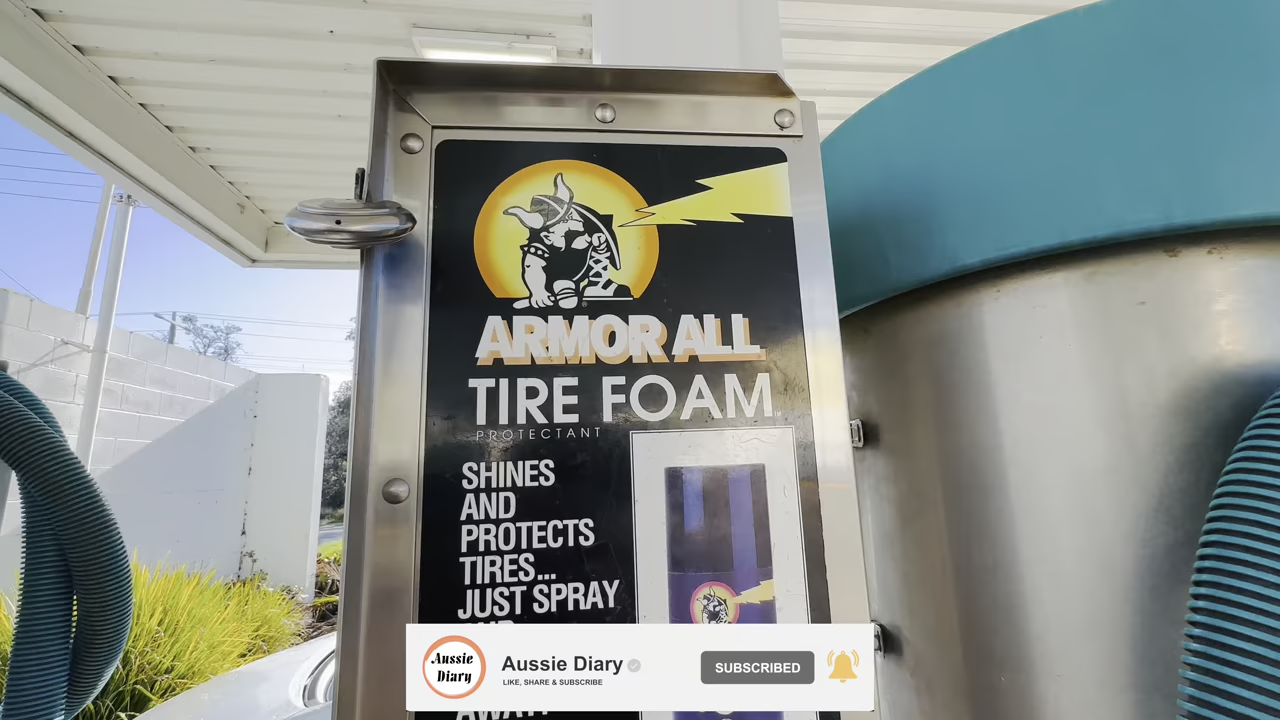 ARMOR ALL
TIRE FOAM
PROTECTANT
SHINES
AND
PROTECTS
TIRES...
JUST SPRAY
Aussie
Diary
Aussie Diary
LIKE, SHARE & SUBSCRIBE
SUBSCRIBED